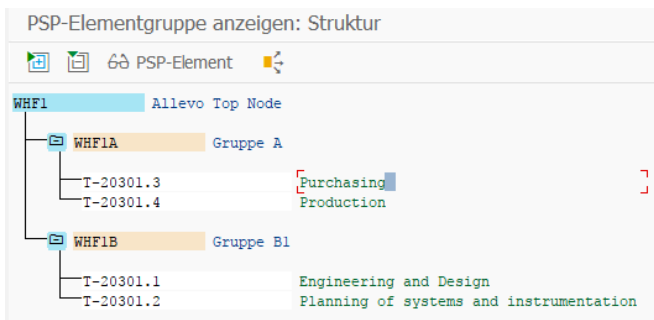 PSP-Elementgruppe anzeigen: Struktur
PSP-Element
WHF1 Allevo Top Node
WHF1A Gruppe A
T-20301.3 Purchasing
T-20301.4 Production
WHF1B Gruppe B1
T-20301.1 Engineering and Design
T-20301.2 Planning of systems and instrumentation